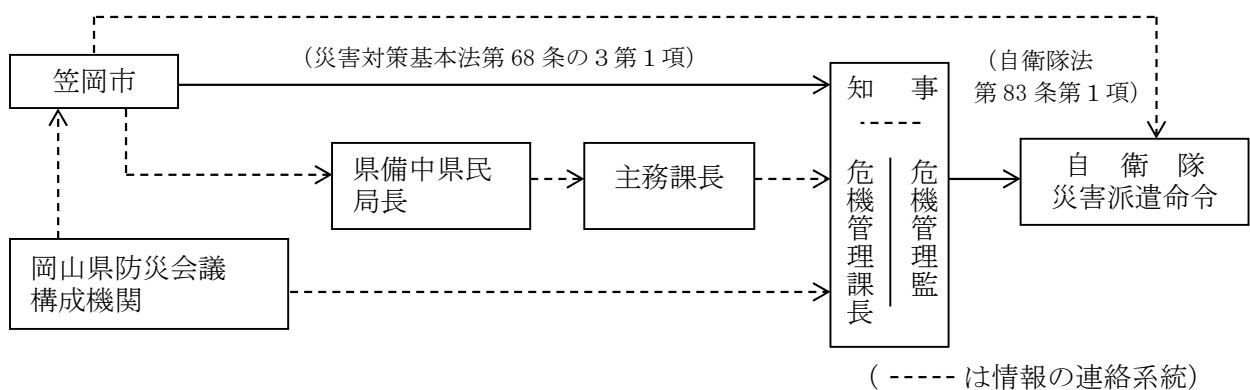 (災害対策基本法第 68 条の３第１項)
(自衛隊法
第 83 条第１項)
笠岡市
知　事
危機管理課長
危機管理監
県備中県民
局長
主務課長
自　衛　隊
災害派遣命令
岡山県防災会議
構成機関
( ----- は情報の連絡系統)